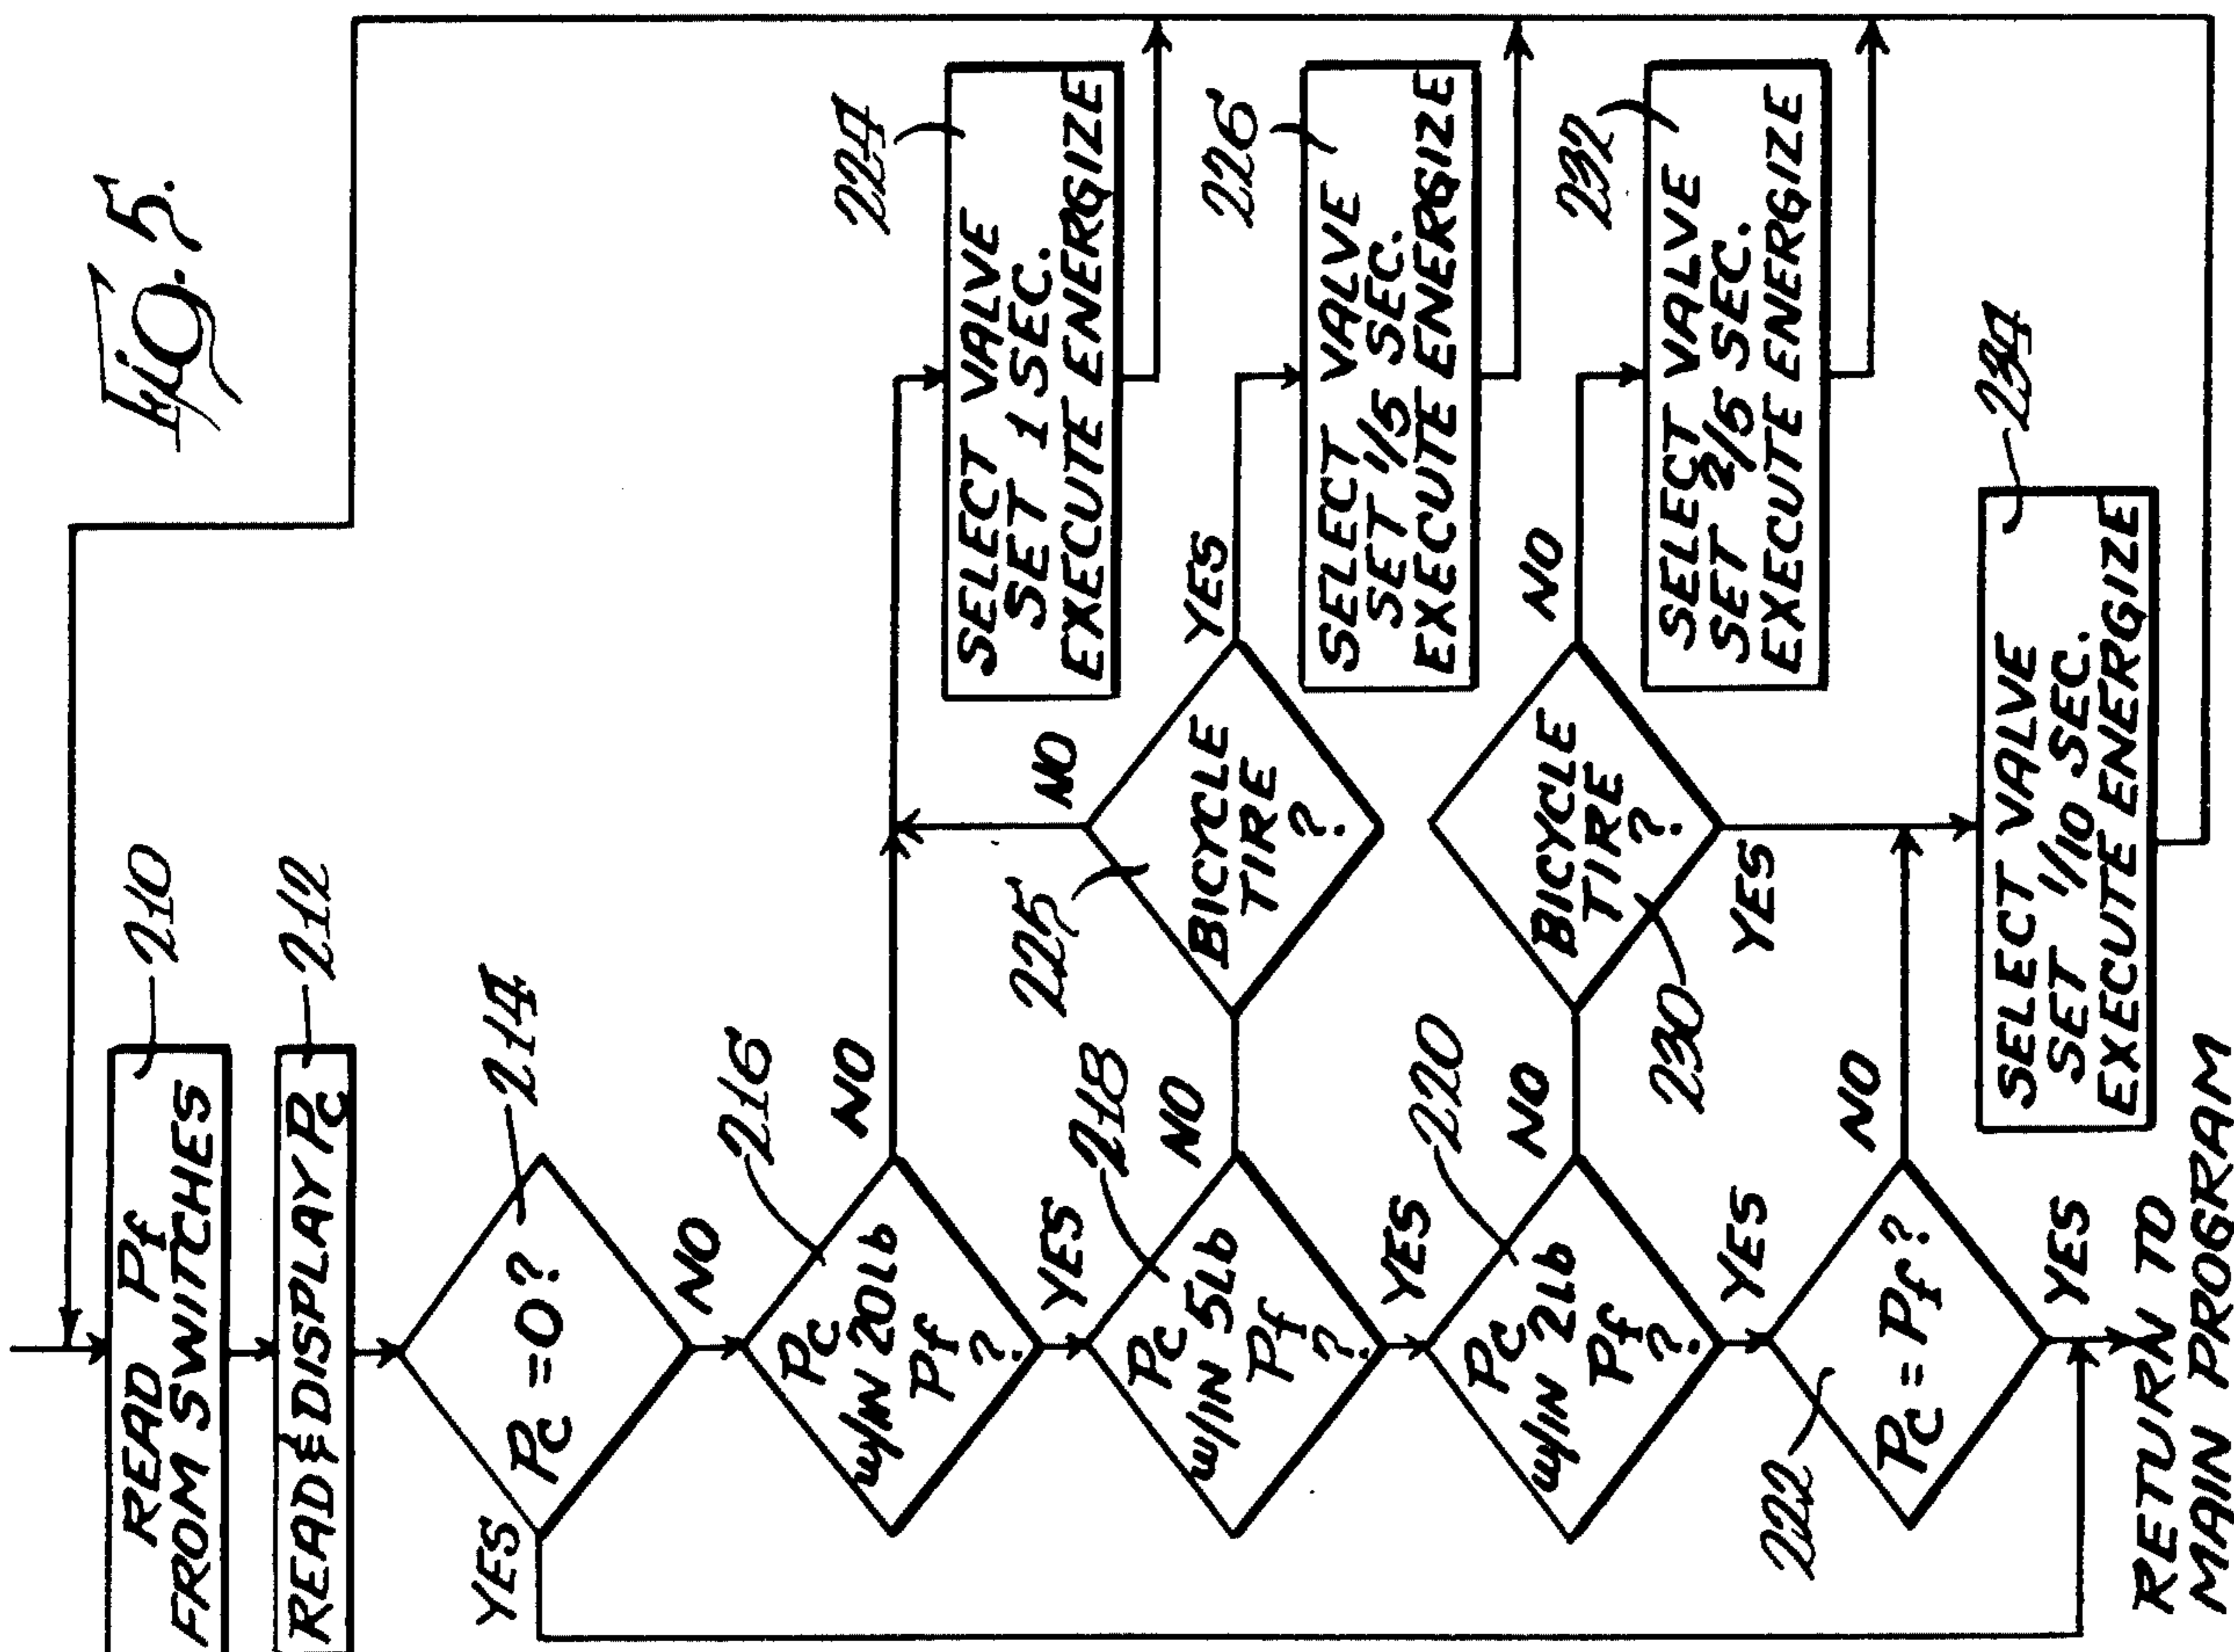 Fig. 5.
READ Pf
FROM SWITCHES
210
READ & DISPLAY Pc
212
Pc = 0?
214
YES
NO
Pc
w/IN 20Lb
Pf
?
216
NO
YES
SELECT VALVE
SET 1 SEC.
EXECUTE ENERGIZE
224
Pc
w/IN 5Lb
Pf
?
218
NO
YES
BICYCLE
TIRE
?
225
NO
YES
SELECT VALVE
SET 1/5 SEC.
EXECUTE ENERGIZE
226
Pc
w/IN 2Lb
Pf
?
220
NO
YES
BICYCLE
TIRE
?
230
NO
YES
SELECT VALVE
SET 2/5 SEC.
EXECUTE ENERGIZE
232
Pc = Pf ?
222
NO
YES
SELECT VALVE
SET 1/10 SEC.
EXECUTE ENERGIZE
234
RETURN TO
MAIN PROGRAM